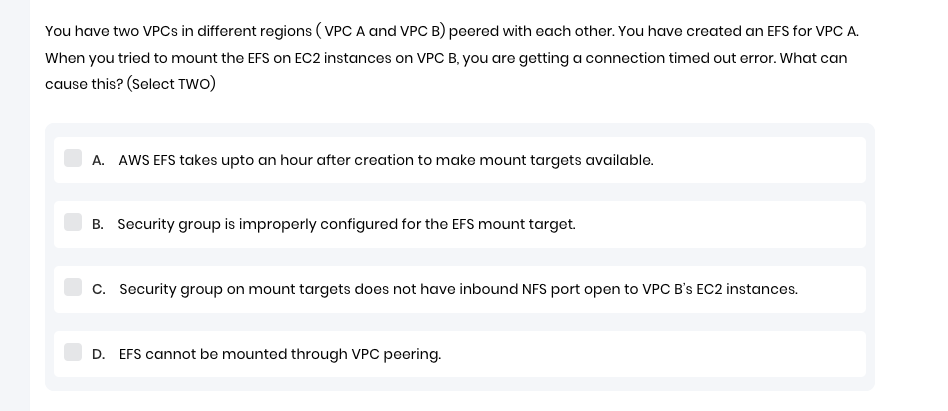 You have two VPCs in different regions ( VPC A and VPC B) peered with each other. You have created an EFS for VPC A.
When you tried to mount the EFS on EC2 instances on VPC B, you are getting a connection timed out error. What can
cause this? (Select TWO)
A. AWS EFS takes upto an hour after creation to make mount targets available.
B. Security group is improperly configured for the EFS mount target.
C. Security group on mount targets does not have inbound NFS port open to VPC B's EC2 instances.
D. EFS cannot be mounted through VPC peering.